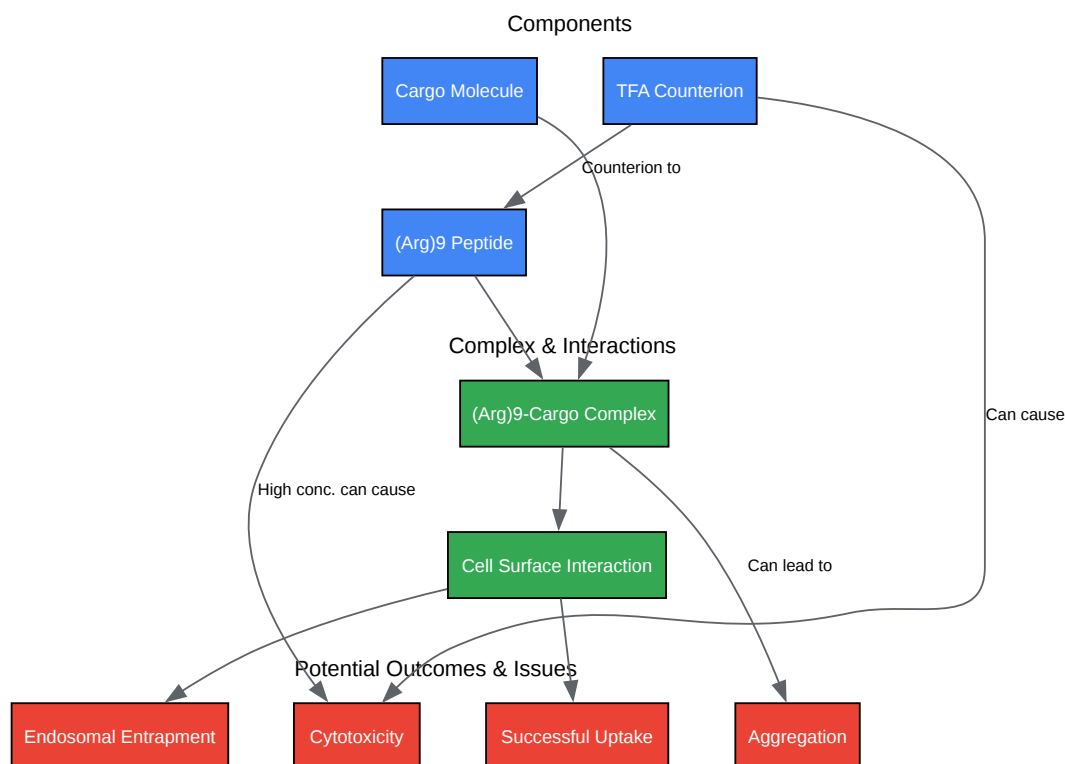 Components
Cargo Molecule
TFA Counterion
Counterion to
(Arg)9 Peptide
Complex & Interactions
(Arg)9-Cargo Complex
Can cause
High conc. can cause
Cell Surface Interaction
Can lead to
Potential Outcomes & Issues
Endosomal Entrapment
Cytotoxicity
Successful Uptake
Aggregation